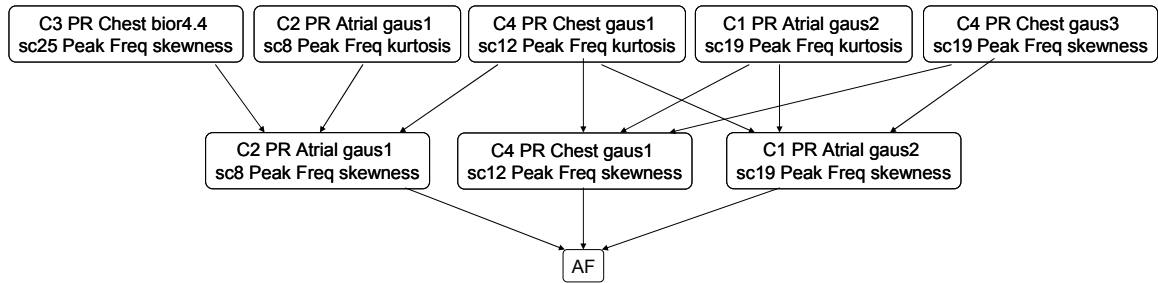 C3 PR Chest bior4.4
sc25 Peak Freq skewness
C2 PR Atrial gaus1
sc8 Peak Freq kurtosis
C4 PR Chest gaus1
sc12 Peak Freq kurtosis
C1 PR Atrial gaus2
sc19 Peak Freq kurtosis
C4 PR Chest gaus3
sc19 Peak Freq skewness
C2 PR Atrial gaus1
sc8 Peak Freq skewness
C4 PR Chest gaus1
sc12 Peak Freq skewness
C1 PR Atrial gaus2
sc19 Peak Freq skewness
AF